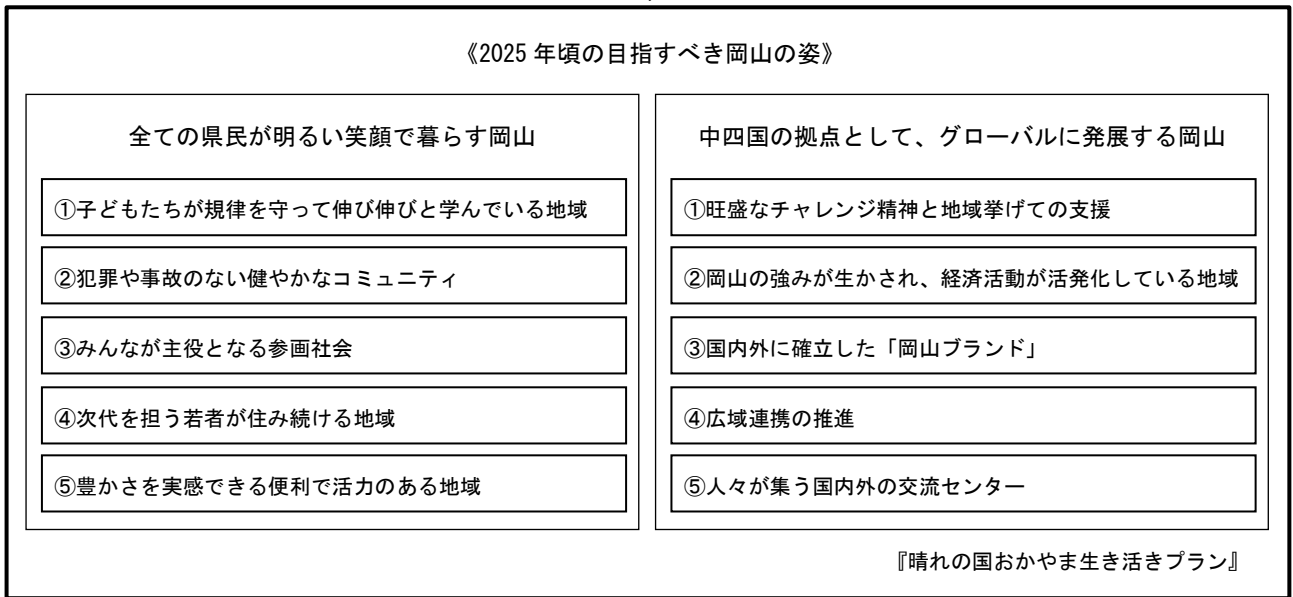 《2025 年頃の目指すべき岡山の姿》
全ての県民が明るい笑顔で暮らす岡山
①子どもたちが規律を守って伸び伸びと学んでいる地域
②犯罪や事故のない健やかなコミュニティ
③みんなが主役となる参画社会
④次代を担う若者が住み続ける地域
⑤豊かさを実感できる便利で活力のある地域
中四国の拠点として、グローバルに発展する岡山
①旺盛なチャレンジ精神と地域挙げての支援
②岡山の強みが生かされ、経済活動が活発化している地域
③国内外に確立した「岡山ブランド」
④広域連携の推進
⑤人々が集う国内外の交流センター
『晴れの国おかやま生き活きプラン』